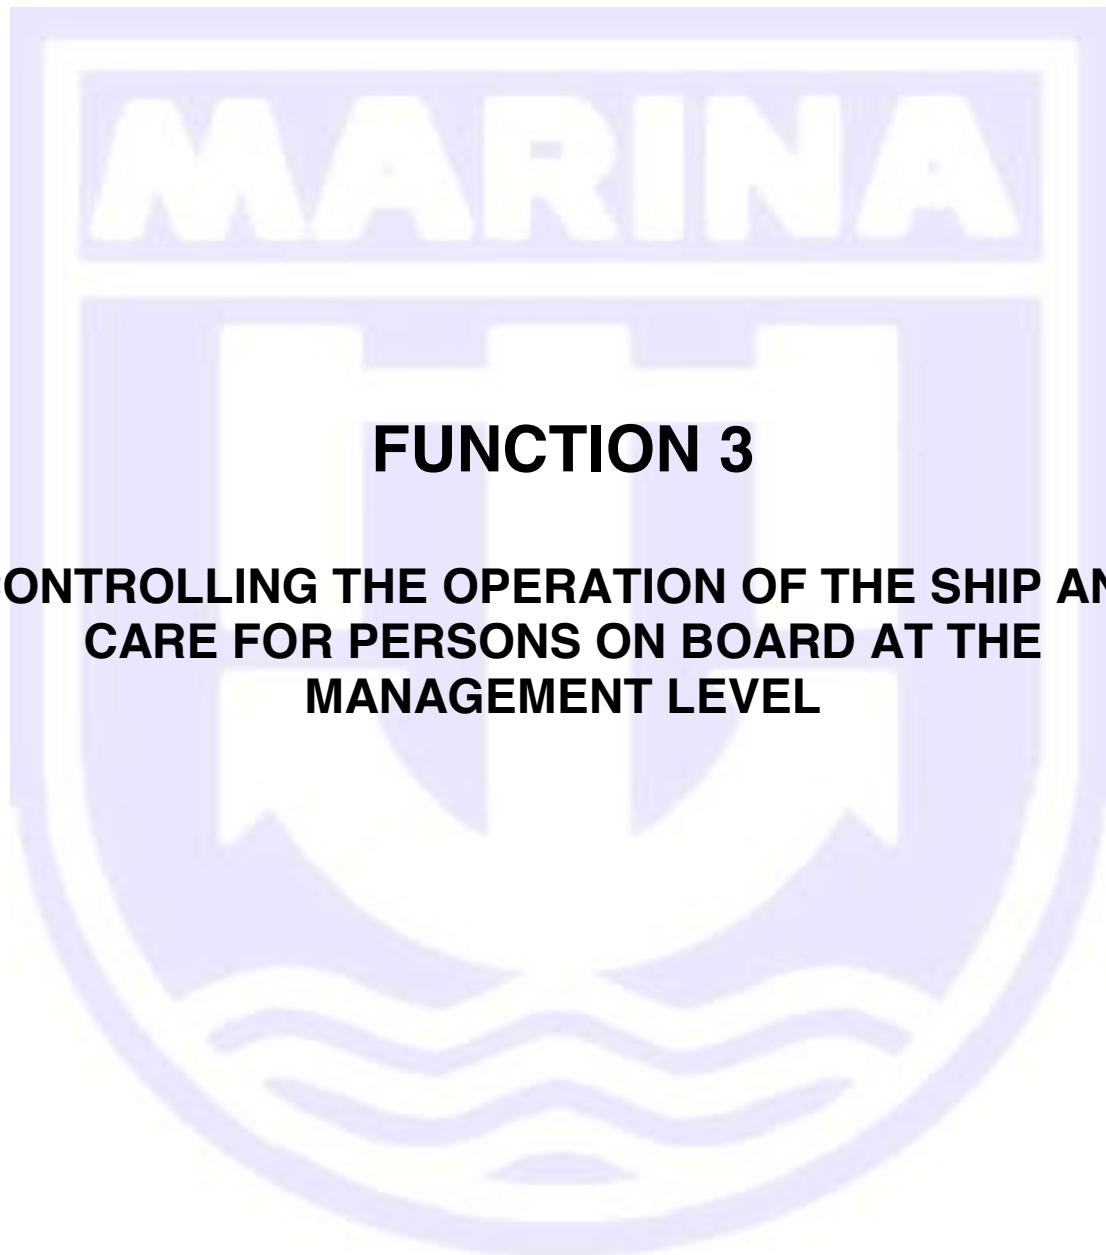 MARINA
FUNCTION 3
ONTROLLING THE OPERATION OF THE SHIP AN
CARE FOR PERSONS ON BOARD AT THE
MANAGEMENT LEVEL